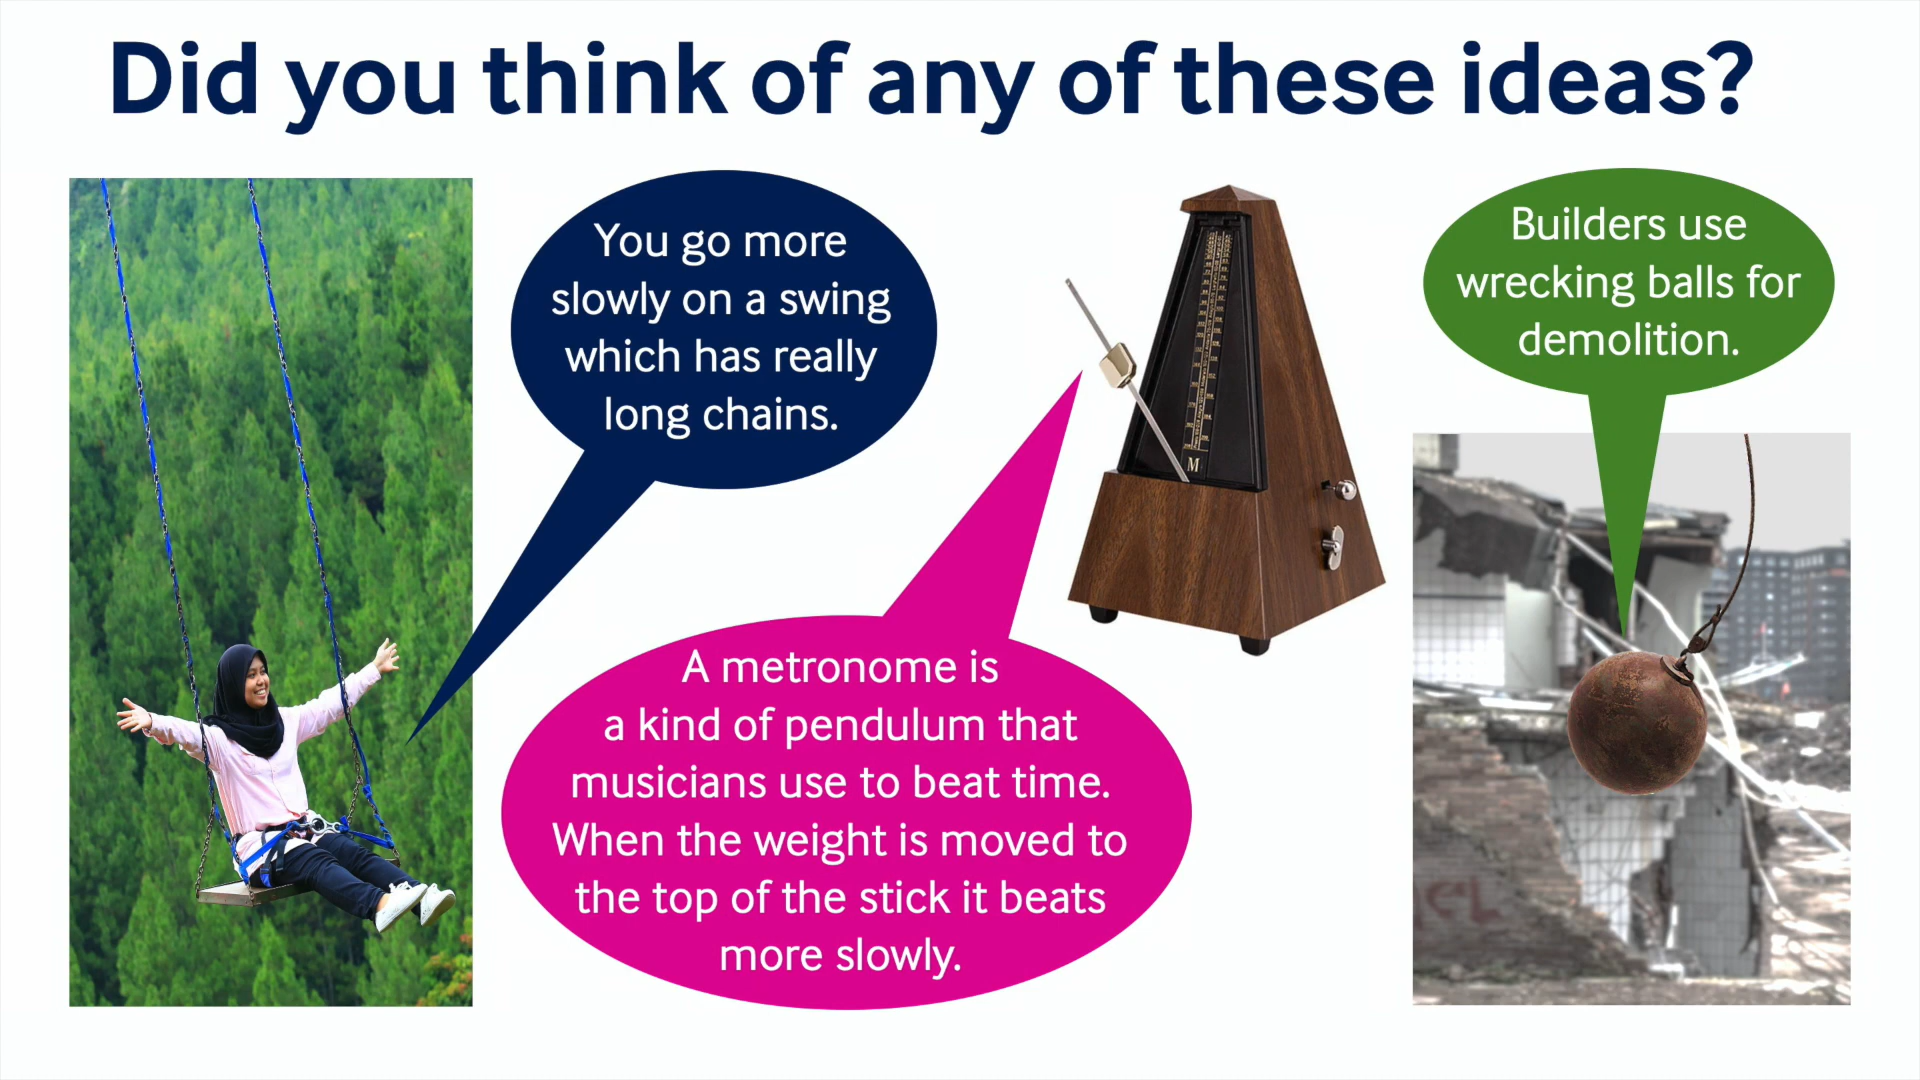 Did you think of any of these ideas?
You go more
slowly on a swing
which has really
long chains.
A metronome is
a kind of pendulum that
musicians use to beat time.
When the weight is moved to
the top of the stick it beats
more slowly.
Builders use
wrecking balls for
demolition.
M